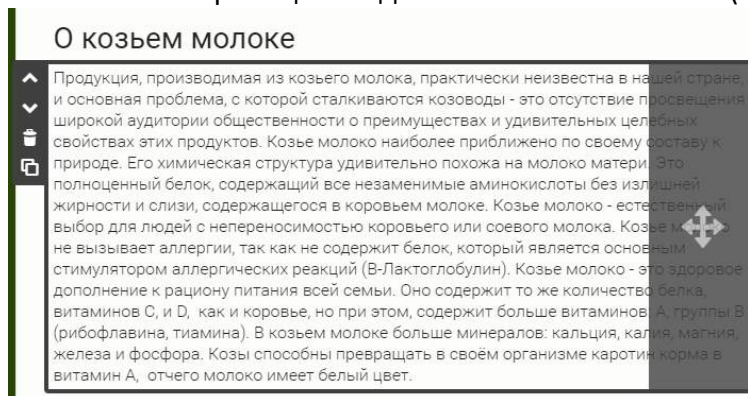 О козьем молоке
Продукция, производимая из козьего молока, практически неизвестна в нашей стране,
и основная проблема, с которой сталкиваются козоводы - это отсутствие просвещения
широкой аудитории общественности о преимуществах и удивительных целебных
свойствах этих продуктов. Козье молоко наиболее приближено по своему составу к
природе. Его химическая структура удивительно похожа на молоко матери. Это
полноценный белок, содержащий все незаменимые аминокислоты без излишней
жирности и слизи, содержащегося в коровьем молоке. Козье молоко - естественный
выбор для людей с непереносимостью коровьего или соевого молока. Козье молоко
не вызывает аллергии, так как не содержит белок, который является основным
стимулятором аллергических реакций (В-Лактоглобулин). Козье молоко - это здоровое
дополнение к рациону питания всей семьи. Оно содержит то же количество белка,
витаминов С, и D, как и коровье, но при этом, содержит больше витаминов: А, группы В
(рибофлавина, тиамина). В козьем молоке больше минералов: кальция, калия, магния,
железа и фосфора. Козы способны превращать в своём организме каротин корма в
витамин А, отчего молоко имеет белый цвет.